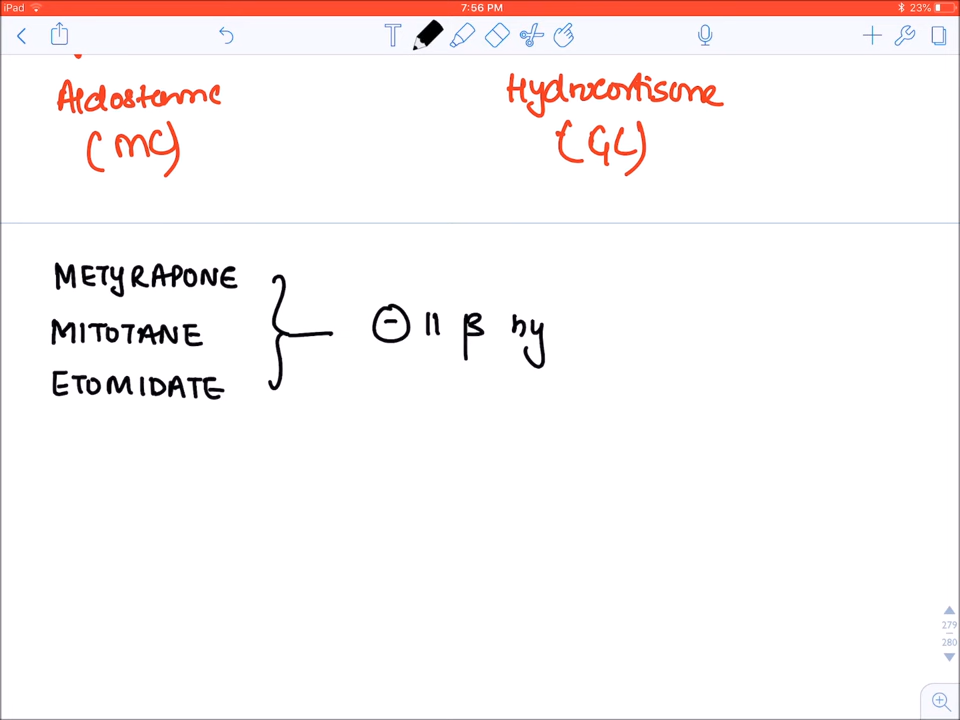 iPad 7:56 PM 23%
T
Aldosterone Hydrocortisone
(MC) (GC)
METYRAPONE
MITOTANE ⊖ 11 β hy
ETOMIDATE
279
280